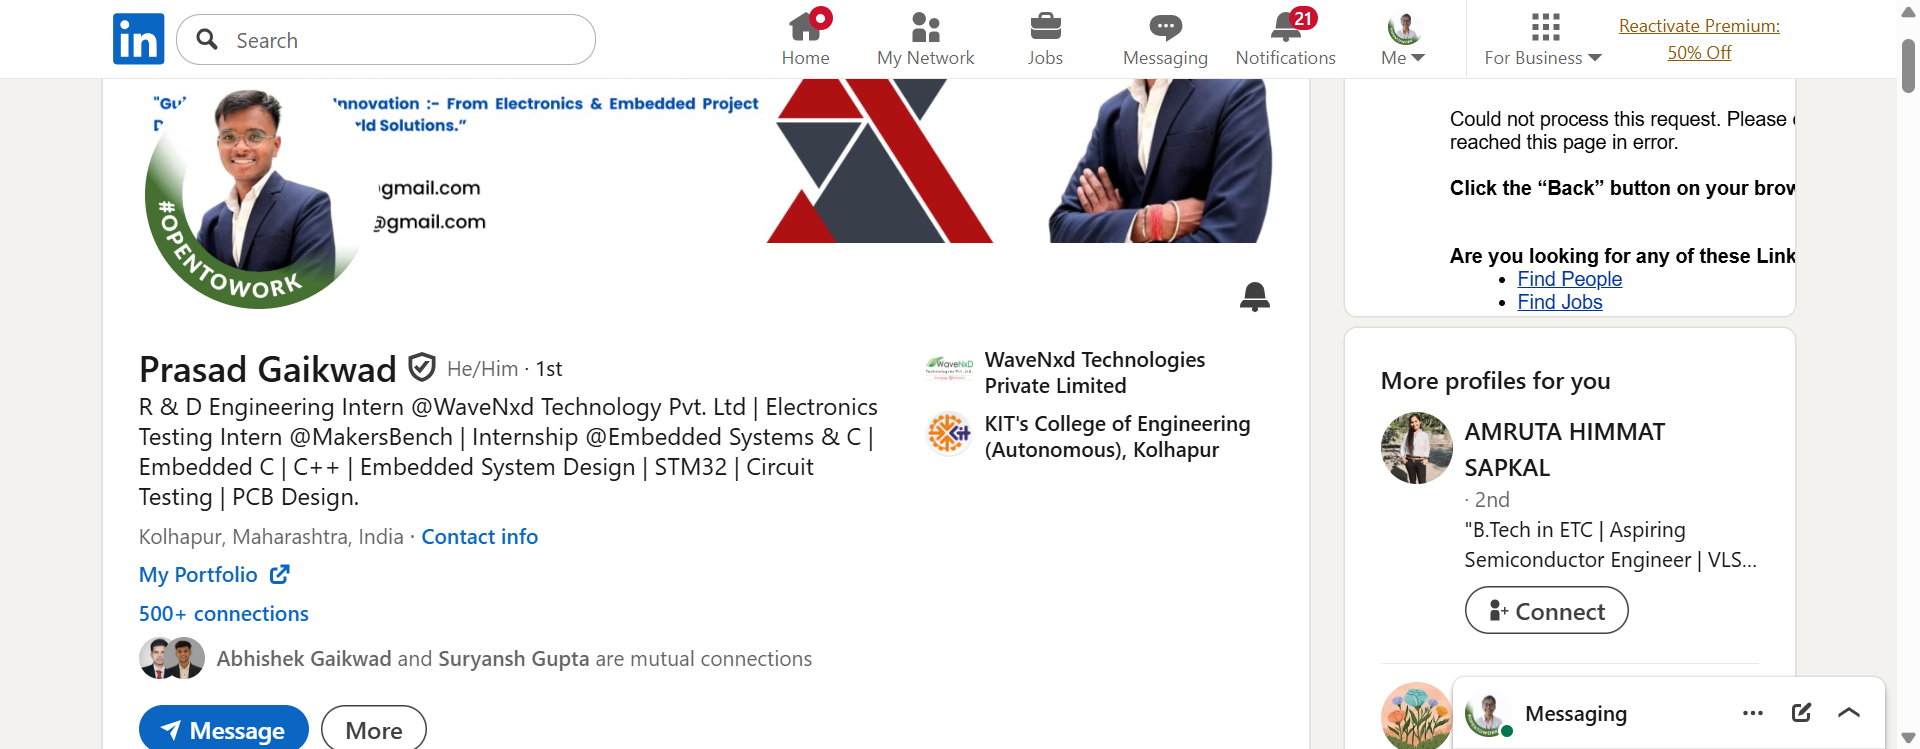 in
Search
Home
My Network
Jobs
Messaging
21
Notifications
Me
For Business
Reactivate Premium:
50% Off
nnovation :- From Electronics & Embedded Project
Solutions.”
gmail.com
@gmail.com
#OPENTOWORK
Prasad Gaikwad He/Him · 1st
R & D Engineering Intern @WaveNxd Technology Pvt. Ltd | Electronics
Testing Intern @MakersBench | Internship @Embedded Systems & C |
Embedded C | C++ | Embedded System Design | STM32 | Circuit
Testing | PCB Design.
Kolhapur, Maharashtra, India · Contact info
My Portfolio
500+ connections
Abhishek Gaikwad and Suryansh Gupta are mutual connections
Message
More
WaveNxD
WaveNxd Technologies
Private Limited
Kit
KIT's College of Engineering
(Autonomous), Kolhapur
Could not process this request. Please
reached this page in error.
Click the “Back” button on your brow
Are you looking for any of these Link
• Find People
• Find Jobs
More profiles for you
AMRUTA HIMMAT
SAPKAL
· 2nd
"B.Tech in ETC | Aspiring
Semiconductor Engineer | VLS...
Connect
Messaging